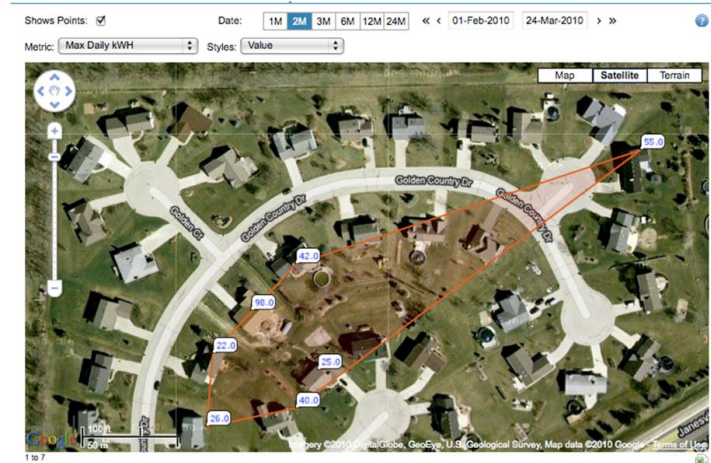 Shows Points:
Date: 1M 2M 3M 6M 12M 24M « < 01-Feb-2010 24-Mar-2010 > » ?
Metric: Max Daily kWH Styles: Value
Map Satellite Terrain
55.0
Golden Country Dr
Golden Ct
Golden Country Dr
Golden Country Dr
42.0
98.0
22.0
25.0
40.0
26.0
100 ft
50 m
Google
Imagery ©2010 DigitalGlobe, GeoEye, U.S. Geological Survey, Map data ©2010 Google - Terms of Use
1 to 7